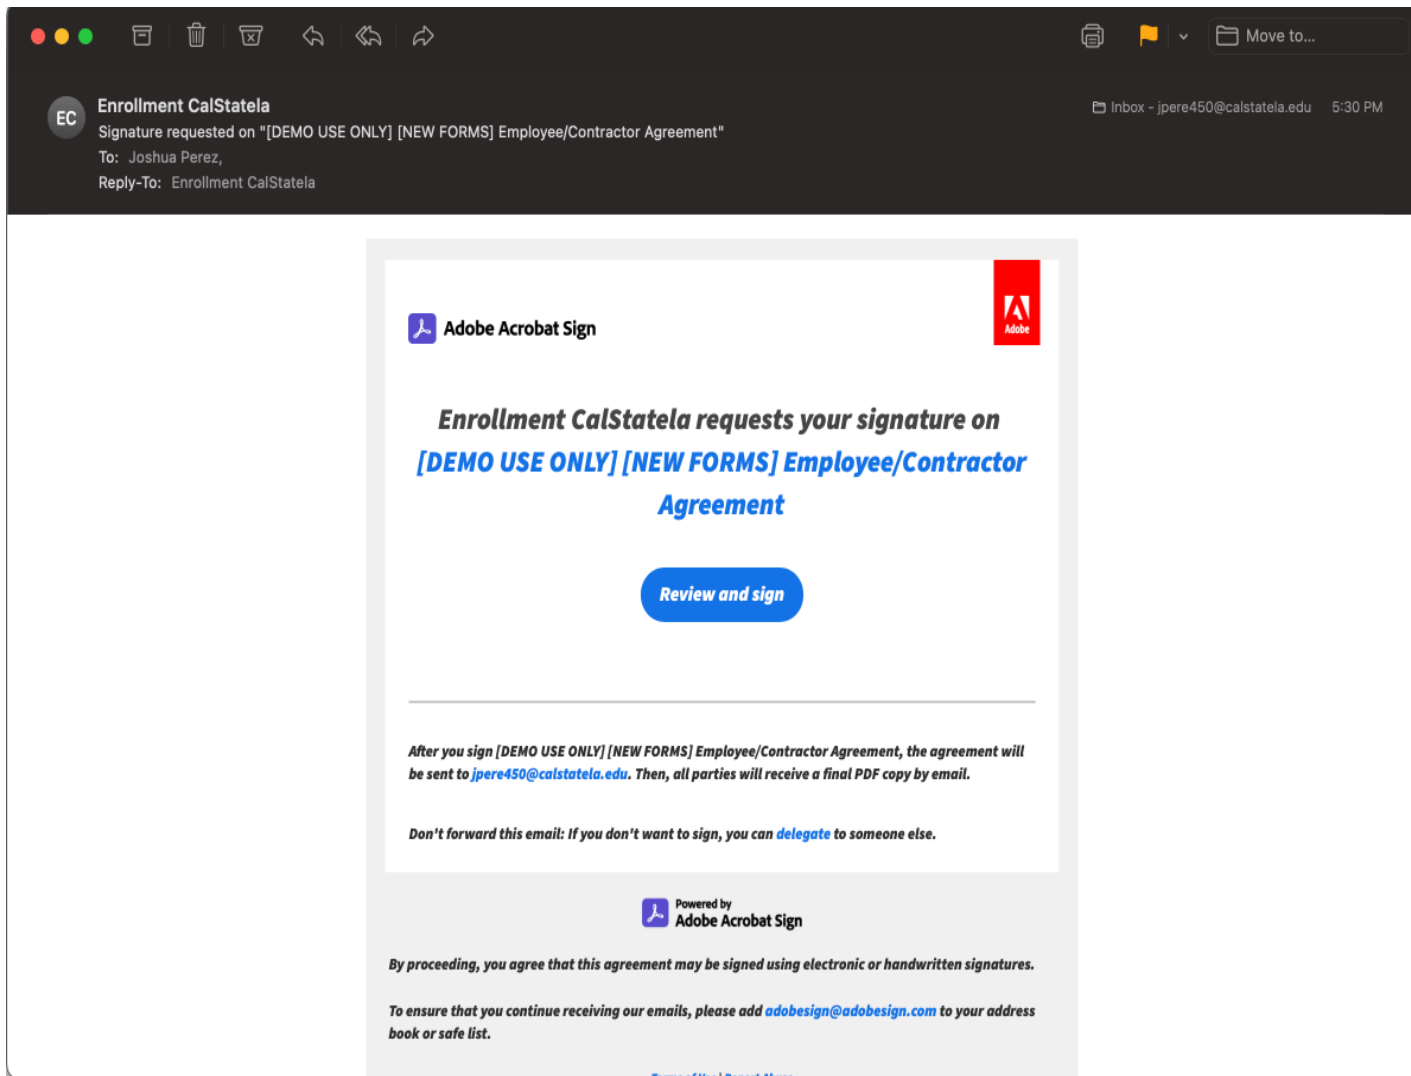 Move to...
EC
Enrollment CalStatela
Inbox - jpere450@calstatela.edu 5:30 PM
Signature requested on "[DEMO USE ONLY] [NEW FORMS] Employee/Contractor Agreement"
To: Joshua Perez,
Reply-To: Enrollment CalStatela
Adobe Acrobat Sign
Adobe
Enrollment CalStatela requests your signature on
[DEMO USE ONLY] [NEW FORMS] Employee/Contractor
Agreement
Review and sign
After you sign [DEMO USE ONLY] [NEW FORMS] Employee/Contractor Agreement, the agreement will
be sent to jpere450@calstatela.edu. Then, all parties will receive a final PDF copy by email.
Don't forward this email: If you don't want to sign, you can delegate to someone else.
Powered by
Adobe Acrobat Sign
By proceeding, you agree that this agreement may be signed using electronic or handwritten signatures.
To ensure that you continue receiving our emails, please add adobesign@adobesign.com to your address
book or safe list.
Terms of Use | Report Abuse